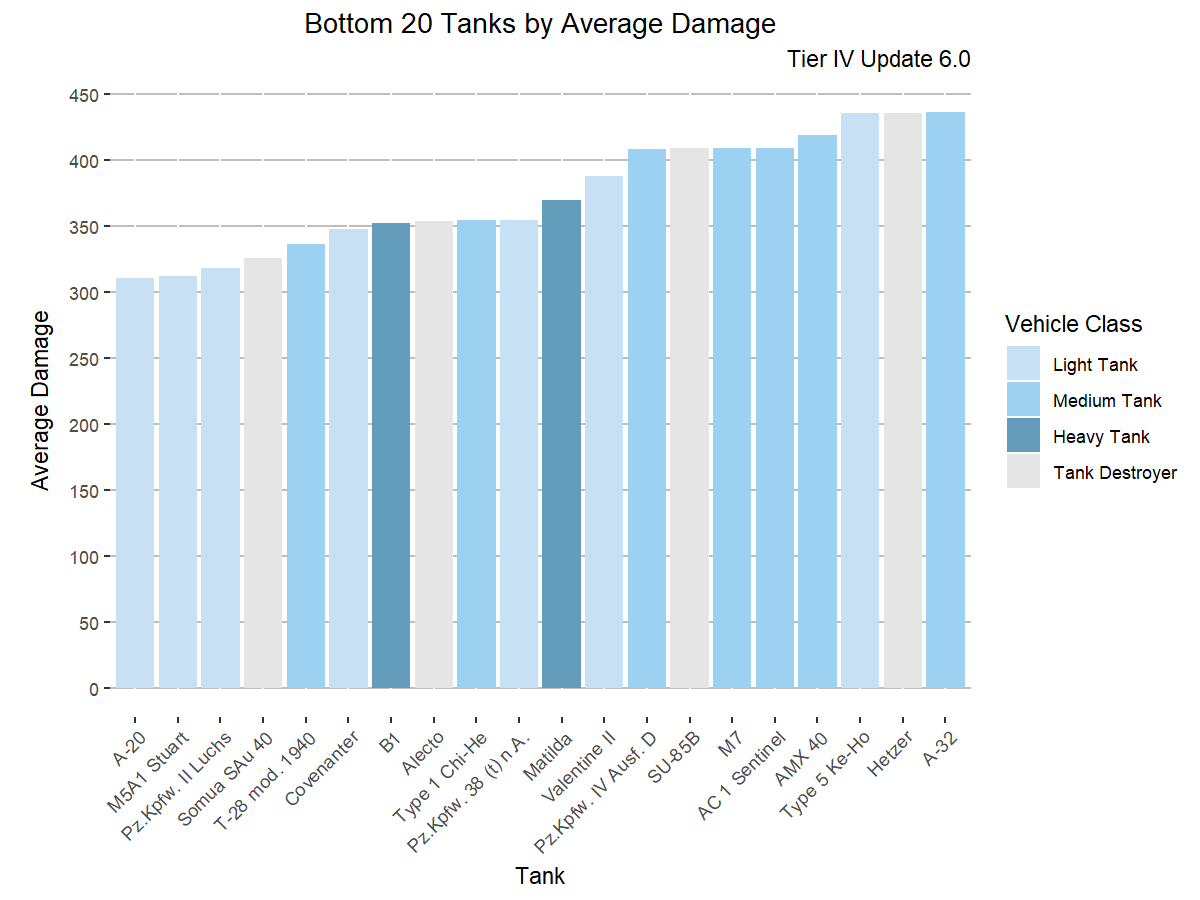 Bottom 20 Tanks by Average Damage
Tier IV Update 6.0
450
400
350
300
250
200
150
100
50
0
Average Damage
A-20
M5A1 Stuart
Pz.Kpfw. II Luchs
Somua SAu 40
T-28 mod. 1940
Covenanter
B1
Alecto
Type 1 Chi-He
Pz.Kpfw. 38 (t) n.A.
Matilda
Valentine II
Pz.Kpfw. IV Ausf. D
SU-85B
M7
AC 1 Sentinel
AMX 40
Type 5 Ke-Ho
Hetzer
A-32
Tank
Vehicle Class
Light Tank
Medium Tank
Heavy Tank
Tank Destroyer